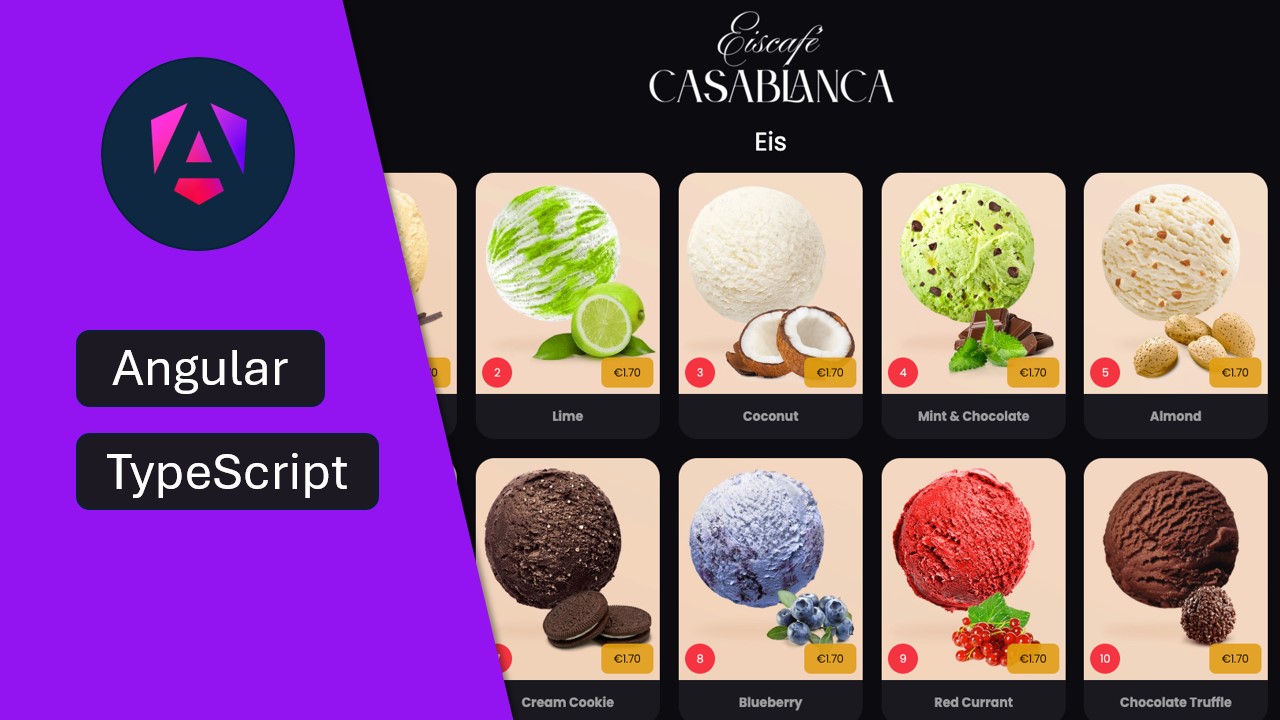 Angular
TypeScript
Eiscafé
CASABLANCA
Eis
2
€1.70
Lime
3
€1.70
Coconut
4
€1.70
Mint & Chocolate
5
€1.70
Almond
€1.70
Cream Cookie
8
€1.70
Blueberry
9
€1.70
Red Currant
10
€1.70
Chocolate Truffle